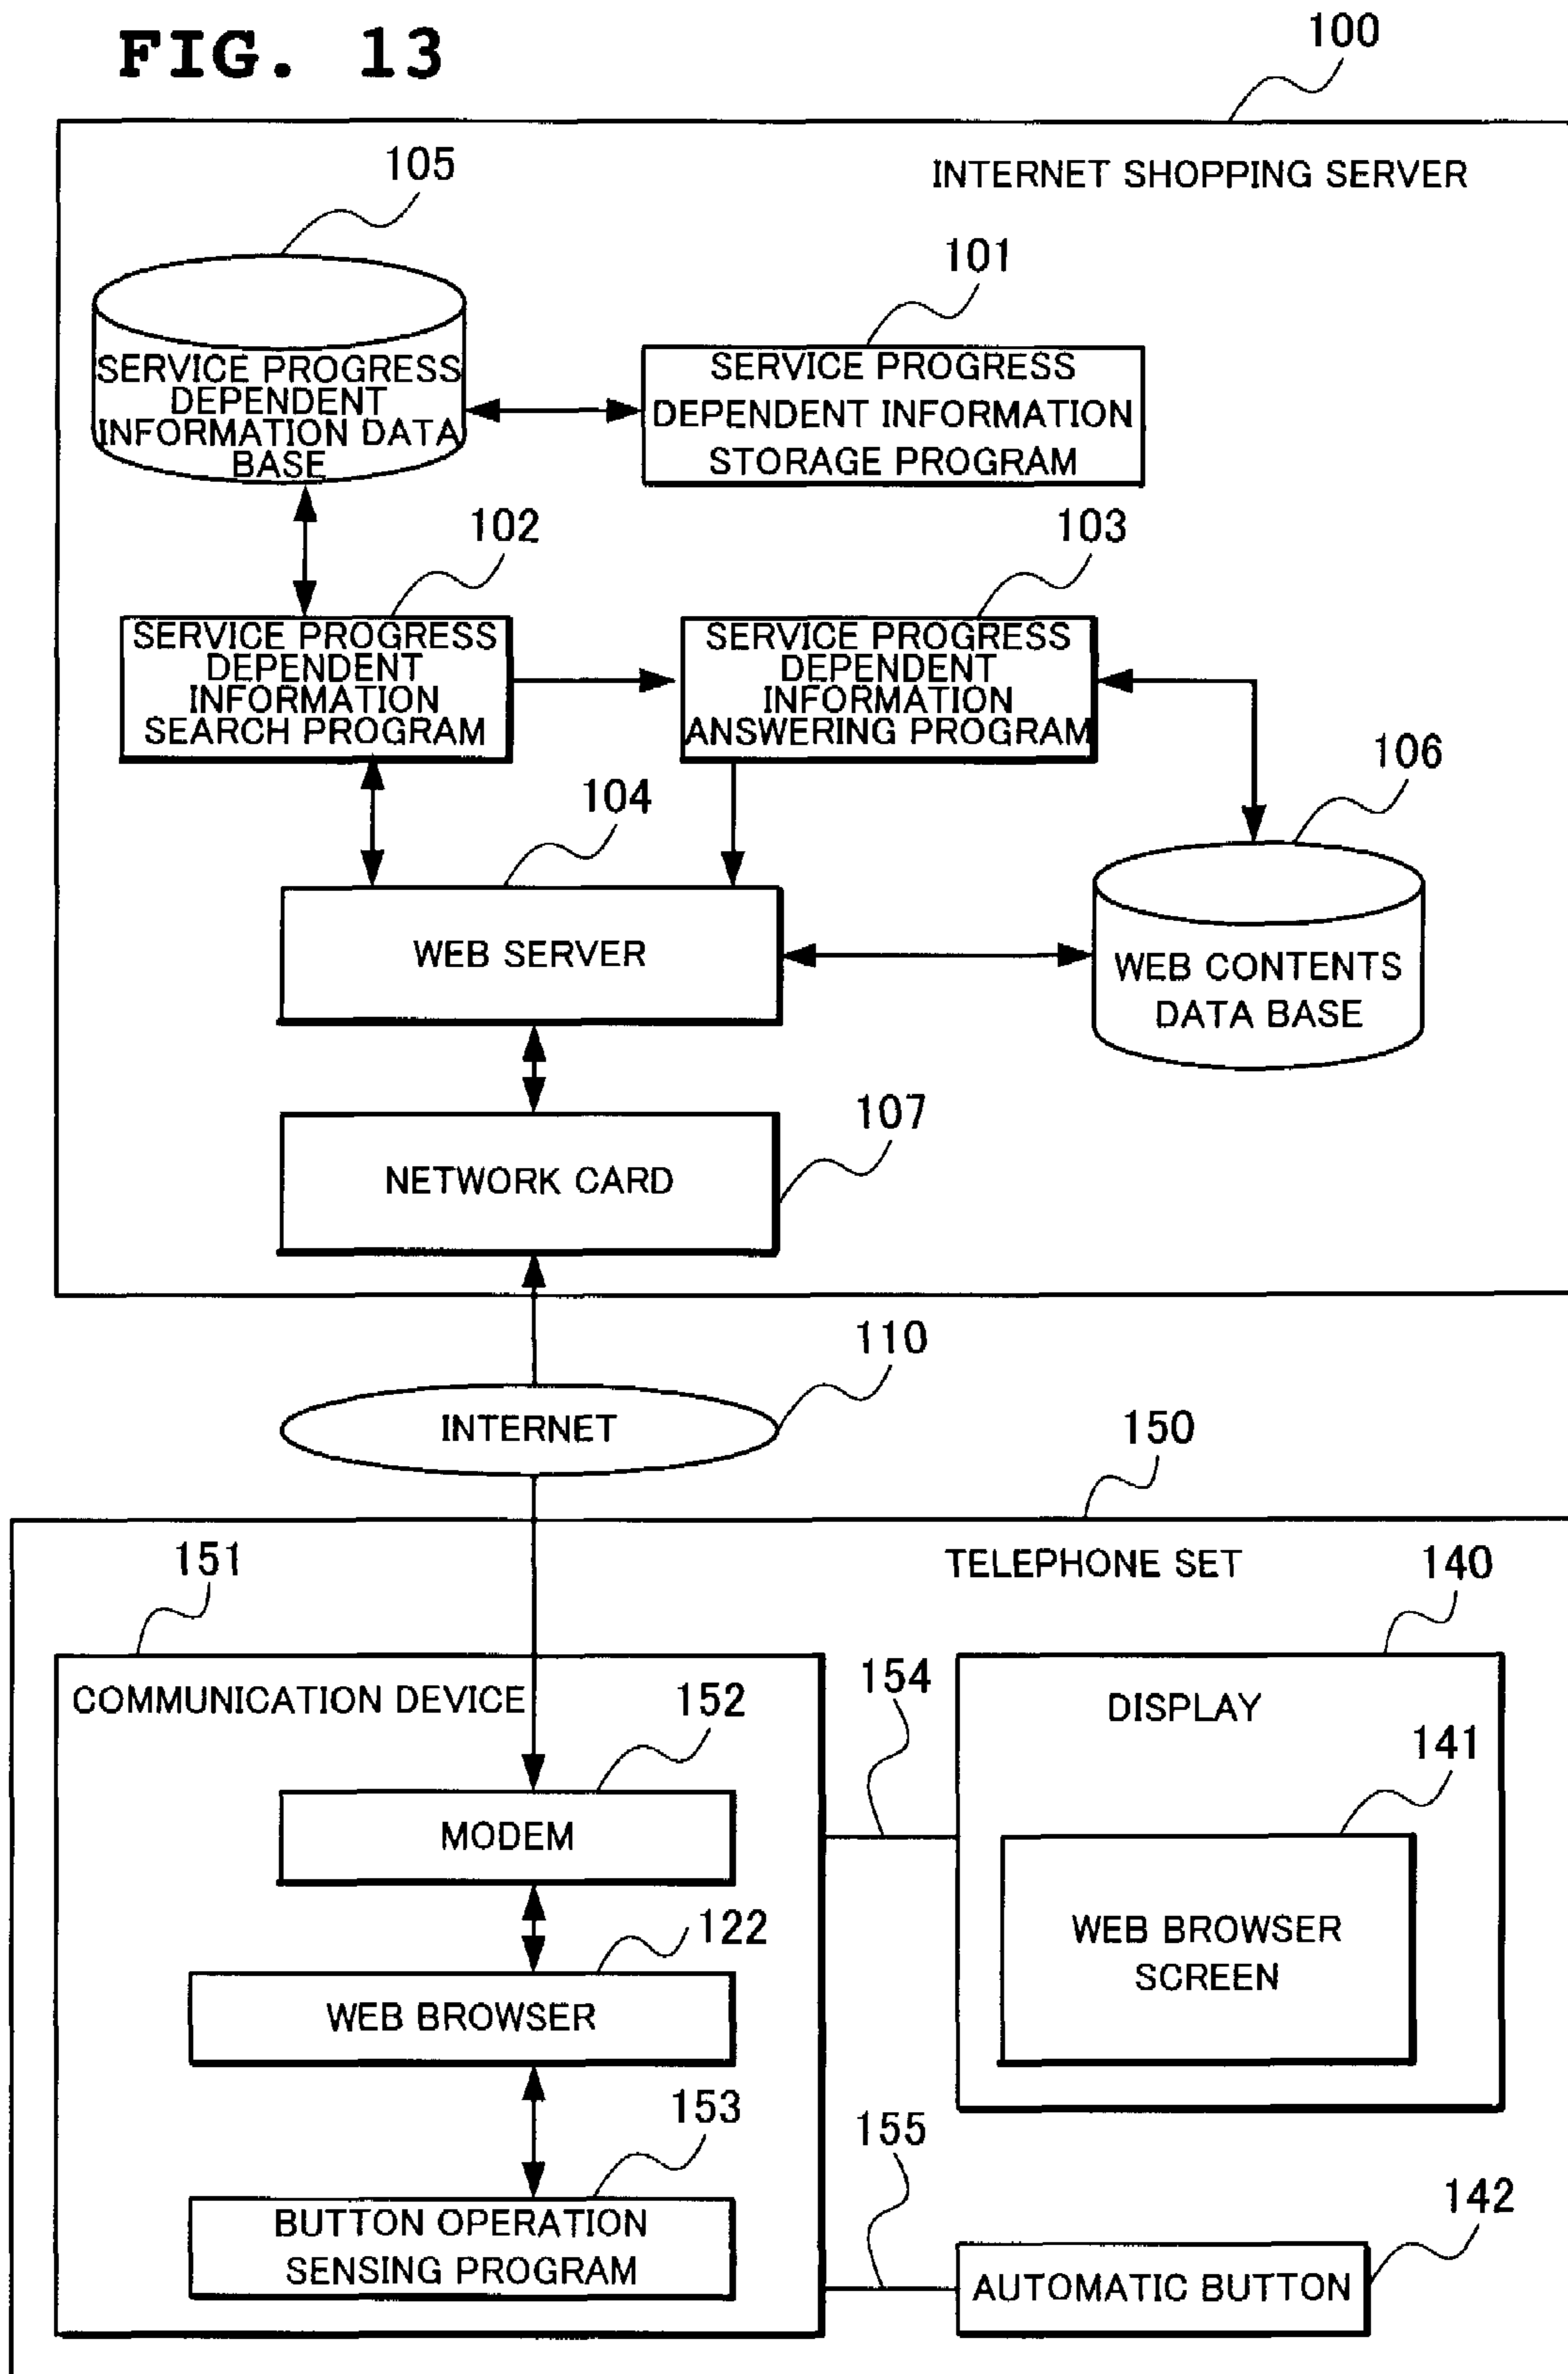 FIG. 13
100
INTERNET SHOPPING SERVER
105
SERVICE PROGRESS
DEPENDENT
INFORMATION DATA
BASE
101
SERVICE PROGRESS
DEPENDENT INFORMATION
STORAGE PROGRAM
102
SERVICE PROGRESS
DEPENDENT
INFORMATION
SEARCH PROGRAM
103
SERVICE PROGRESS
DEPENDENT
INFORMATION
ANSWERING PROGRAM
106
WEB CONTENTS
DATA BASE
104
WEB SERVER
107
NETWORK CARD
110
INTERNET
150
TELEPHONE SET
151
COMMUNICATION DEVICE
152
MODEM
122
WEB BROWSER
153
BUTTON OPERATION
SENSING PROGRAM
154
140
DISPLAY
141
WEB BROWSER
SCREEN
155
142
AUTOMATIC BUTTON